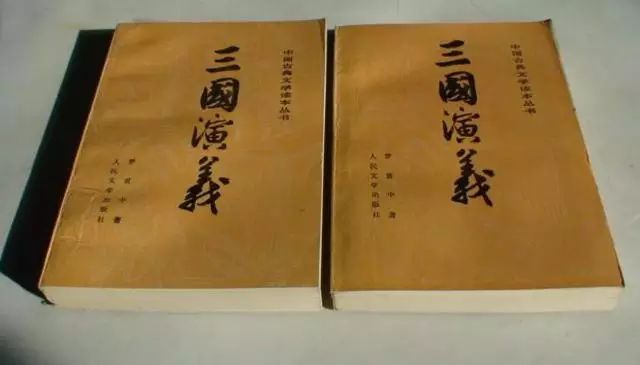 中国古典文学读本丛书
三國演義
罗贯中 著
人民文学出版社
中国古典文学读本丛书
三國演義
罗贯中 著
人民文学出版社